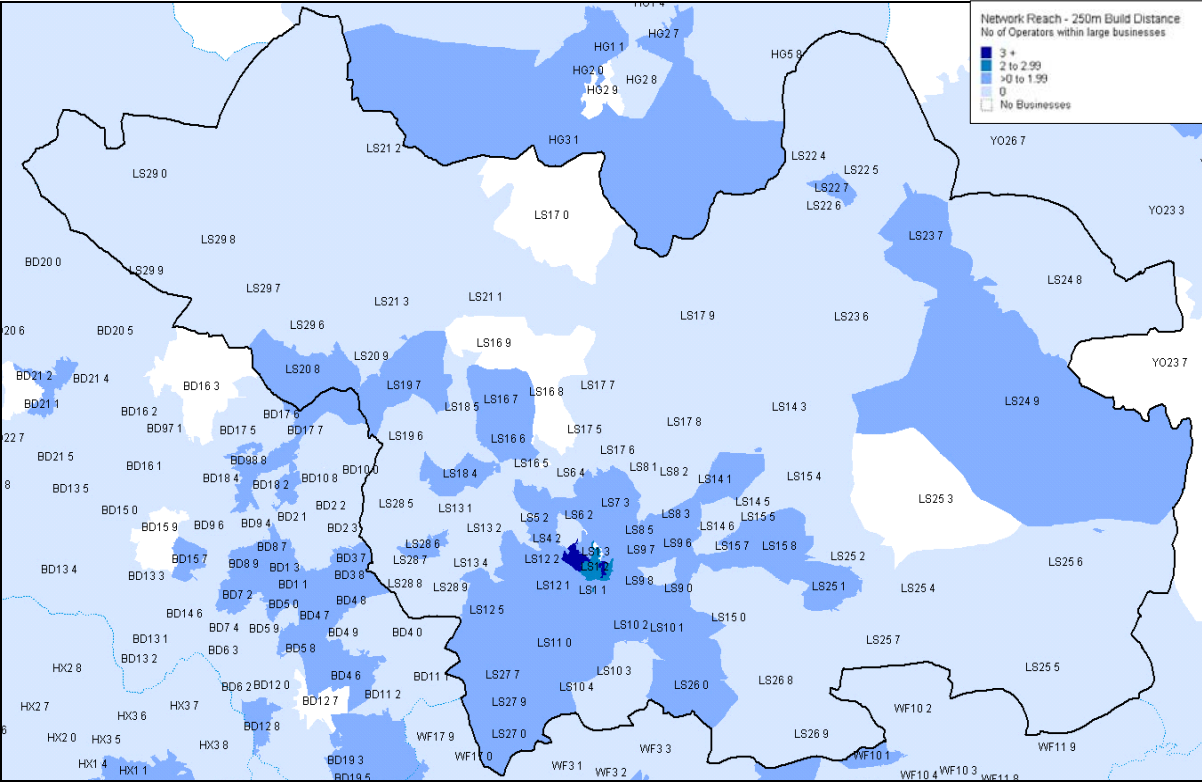 HG1 4
Network Reach - 250m Build Distance
No of Operators within large businesses
3 +
2 to 2.99
>0 to 1.99
0
No Businesses
HG2 7
HG1 1
HG5 8
HG2 0
HG2 8
HG2 9
HG3 1
YO26 7
LS21 2
LS22 4
LS22 5
LS29 0
LS22 7
LS22 6
YO23 3
LS17 0
LS29 8
LS23 7
BD20 0
LS29 9
LS24 8
LS29 7
LS21 3
LS21 1
LS17 9
LS23 6
20 6
BD20 5
LS29 6
LS16 9
LS20 9
YO23 7
LS20 8
BD21 2
BD21 4
BD16 3
LS19 7
LS17 7
LS16 8
LS16 7
LS24 9
BD21 1
LS18 5
LS14 3
BD16 2
BD17 6
LS17 8
BD97 1
BD17 5
BD17 7
LS17 5
22 7
LS19 6
LS16 6
LS17 6
BD21 5
BD98 8
BD16 1
LS16 5
LS8 1
BD10 0
LS18 4
LS6 4
LS8 2
BD18 4
BD10 8
LS14 1
LS15 4
8
BD13 5
BD18 2
LS25 3
BD2 2
LS28 5
LS7 3
LS14 5
BD15 0
LS13 1
BD2 1
LS5 2
LS6 2
LS8 3
LS15 5
BD15 9
BD9 6
BD9 4
BD2 3
LS13 2
LS8 5
LS14 6
LS4 2
BD8 7
LS28 6
LS9 6
LS15 7
LS15 8
LS9 7
BD15 7
BD3 7
LS28 7
LS12 2
LS25 2
BD8 9
LS13 4
LS25 6
BD13 4
BD1 3
BD13 3
BD3 8
BD1 1
LS28 8
LS28 9
LS12 1
LS1 1
LS9 8
LS9 0
LS25 1
LS25 4
BD7 2
BD5 0
BD4 8
LS12 5
BD14 6
BD4 7
LS15 0
BD7 4
BD5 9
BD4 9
BD4 0
LS10 2
LS10 1
BD13 1
LS11 0
LS25 7
BD6 3
BD5 8
BD13 2
HX2 8
LS25 5
LS27 7
LS10 3
BD4 6
BD11 1
LS26 8
BD6 2
BD12 0
LS10 4
LS26 0
BD11 2
BD12 7
LS27 9
HX2 7
HX3 7
WF10 2
HX3 6
BD12 8
6
HX2 0
HX3 5
HX3 8
WF17 9
LS27 0
LS26 9
WF3 3
WF11 9
WF17 0
WF10 1
BD19 3
HX1 4
HX1 1
WF3 1
WF3 2
WF10 4
WF10 3
BD19 5
WF11 8